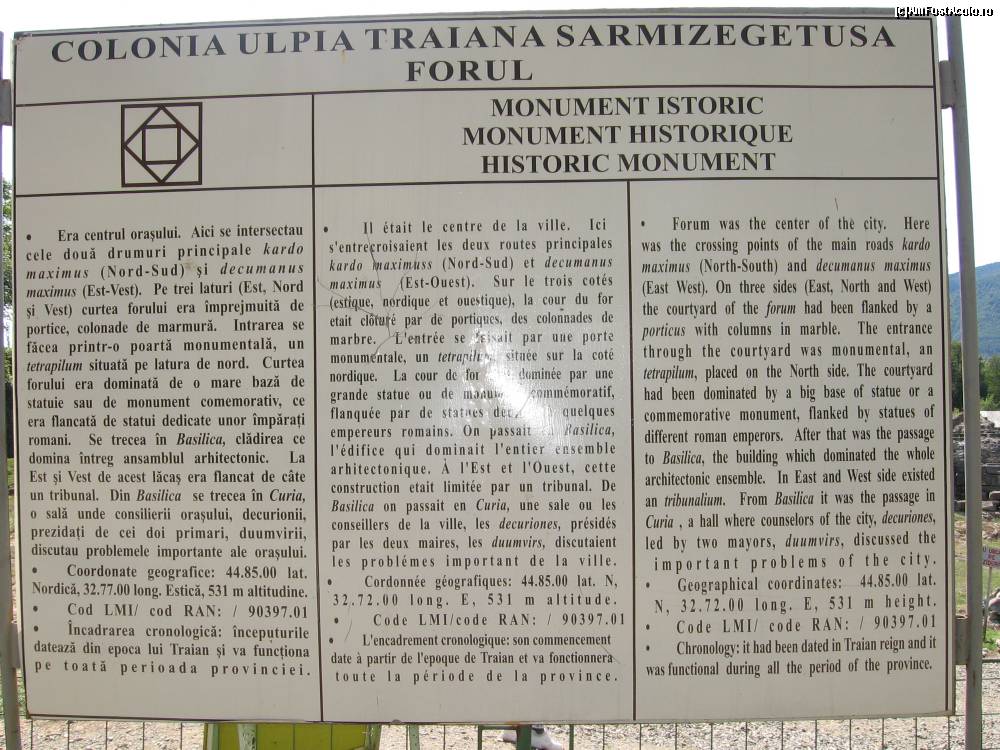 [c]AmFostAcolo.ro
COLONIA ULPIA TRAIANA SARMIZEGETUSA
FORUL
MONUMENT ISTORIC
MONUMENT HISTORIQUE
HISTORIC MONUMENT
• Era centrul oraşului. Aici se intersectau
cele două drumuri principale kardo
maximus (Nord-Sud) şi decumanus
maximus (Est-Vest). Pe trei laturi (Est, Nord
şi Vest) curtea forului era împrejmuită de
portice, colonade de marmură. Intrarea se
făcea printr-o poartă monumentală, un
tetrapilum situată pe latura de nord. Curtea
forului era dominată de o mare bază de
statuie sau de monument comemorativ, ce
era flancată de statui dedicate unor împăraţi
romani. Se trecea în Basilica, clădirea ce
domina întreg ansamblul arhitectonic. La
Est şi Vest de acest lăcaş era flancat de câte
un tribunal. Din Basilica se trecea în Curia,
o sală unde consilierii oraşului, decurionii,
prezidaţi de cei doi primari, duumvirii,
discutau problemele importante ale oraşului.
• Coordonate geografice: 44.85.00 lat.
Nordică, 32.77.00 long. Estică, 531 m altitudine.
• Cod LMI/ cod RAN: / 90397.01
• Încadrarea cronologică: începuturile
datează din epoca lui Traian şi va funcţiona
pe toată perioada provinciei.
• Il était le centre de la ville. Ici
s'entrecroisaient les deux routes principales
kardo maximuss (Nord-Sud) et decumanus
maximus (Est-Ouest). Sur le trois cotés
(estique, nordique et ouestique), la cour du for
etait clôturé par de portiques, des colonnades de
marbre. L'entrée se faisait par une porte
monumentale, un tetrapilum située sur la coté
nordique. La cour de for dominée par une
grande statue ou de commémoratif,
flanquée par de statues quelques
empereurs romains. On passait Basilica,
l'édifice qui dominait l'entier ensemble
arhitectonique. À l'Est et l'Ouest, cette
construction etait limitée par un tribunal. De
Basilica on passait en Curia, une sale ou les
conseillers de la ville, les decuriones, présidés
par les deux maires, les duumvirs, discutaient
les problémes important de la ville.
• Cordonnée géografiques: 44.85.00 lat. N,
32.72.00 long. E, 531 m altitude.
• Code LMI/code RAN: / 90397.01
• L'encadrement cronologique: son commencement
date à partir de l'epoque de Traian et va fonctionnera
toute la période de la province.
• Forum was the center of the city. Here
was the crossing points of the main roads kardo
maximus (North-South) and decumanus maximus
(East West). On three sides (East, North and West)
the courtyard of the forum had been flanked by a
porticus with columns in marble. The entrance
through the courtyard was monumental, an
tetrapilum, placed on the North side. The courtyard
had been dominated by a big base of statue or a
commemorative monument, flanked by statues of
different roman emperors. After that was the passage
to Basilica, the building which dominated the whole
architectonic ensemble. In East and West side existed
an tribunalium. From Basilica it was the passage in
Curia , a hall where counselors of the city, decuriones,
led by two mayors, duumvirs, discussed the
important problems of the city.
• Geographical coordinates: 44.85.00 lat.
N, 32.72.00 long. E, 531 m height.
• Code LMI/ code RAN: / 90397.01
• Chronology: it had been dated in Traian reign and it
was functional during all the period of the province.